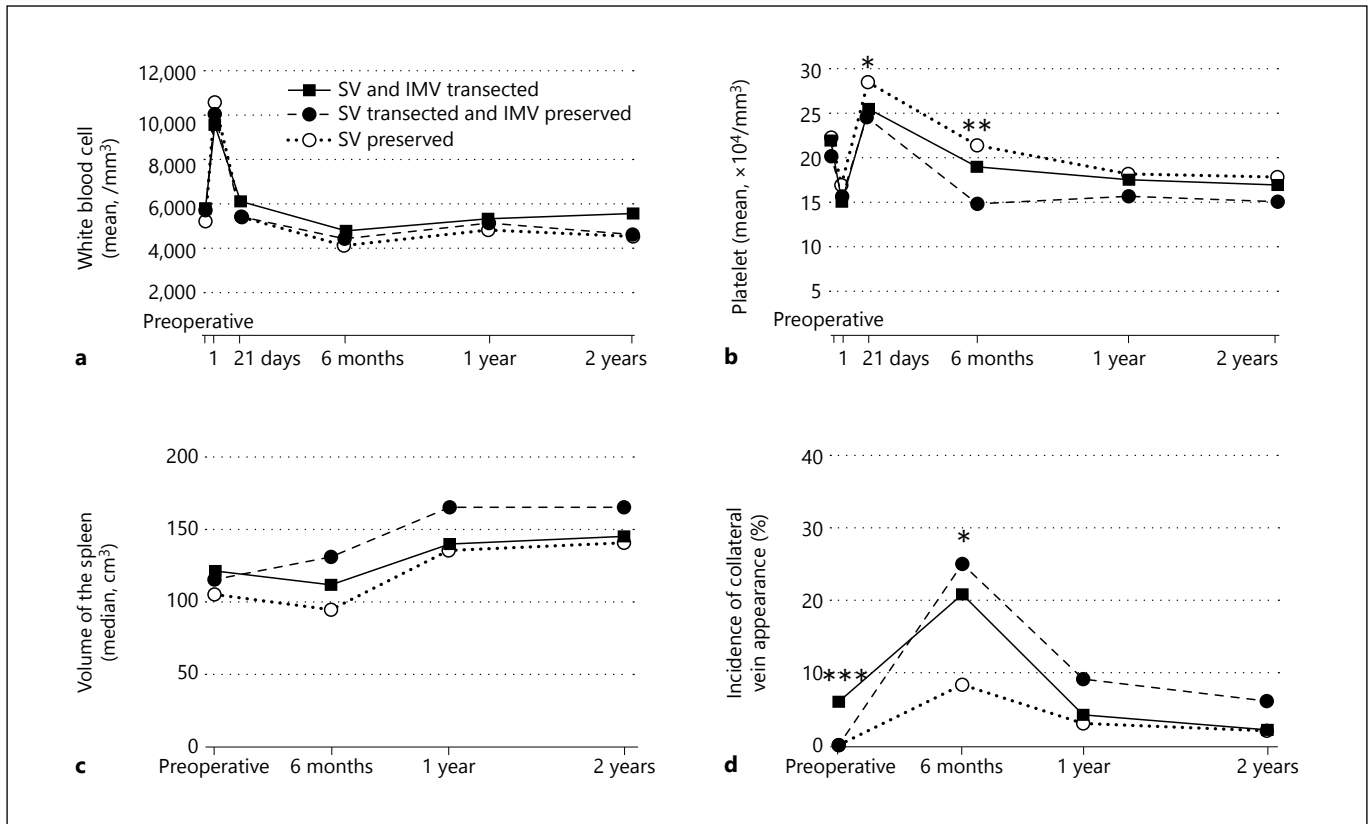 12,000
10,000
8,000
6,000
4,000
2,000
White blood cell
(mean, /mm³)
SV and IMV transected
SV transected and IMV preserved
SV preserved
Preoperative
1 21 days 6 months 1 year 2 years
a
30
25
20
15
10
5
Platelet (mean, ×10⁴/mm³)
*
**
Preoperative
1 21 days 6 months 1 year 2 years
b
200
150
100
50
0
Volume of the spleen
(median, cm³)
Preoperative 6 months 1 year 2 years
c
40
30
20
10
0
Incidence of collateral
vein appearance (%)
***
*
Preoperative 6 months 1 year 2 years
d